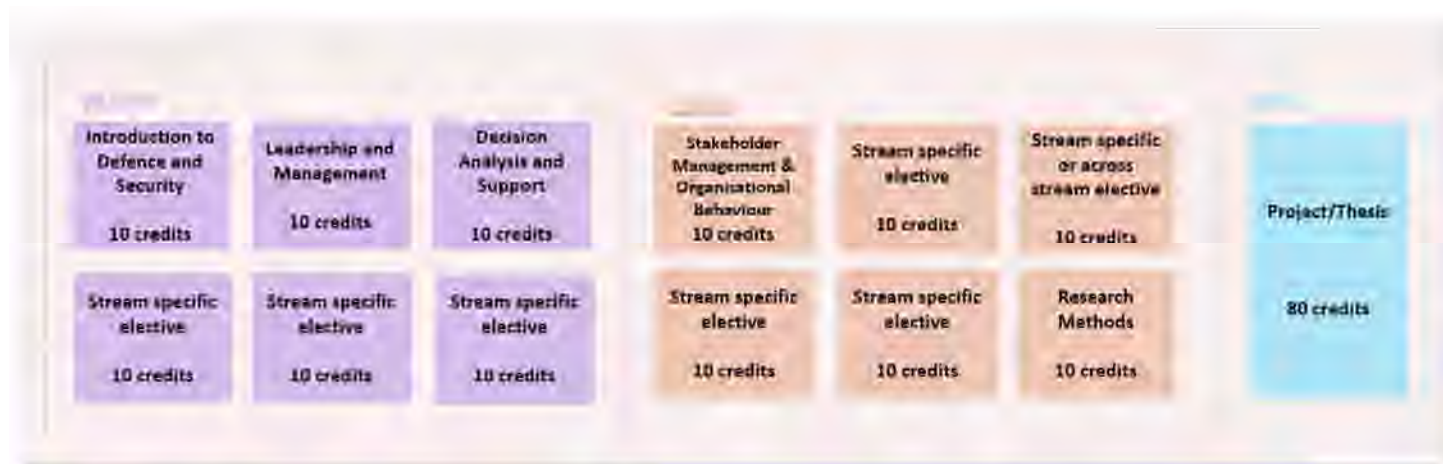 Introduction to
Defence and
Security
10 credits
Leadership and
Management
10 credits
Decision
Analysis and
Support
10 credits
Stream specific
elective
10 credits
Stream specific
elective
10 credits
Stream specific
elective
10 credits
Stakeholder
Management &
Organisational
Behaviour
10 credits
Stream specific
elective
10 credits
Stream specific
or across
stream elective
10 credits
Stream specific
elective
10 credits
Stream specific
elective
10 credits
Research
Methods
10 credits
Project/Thesis
80 credits